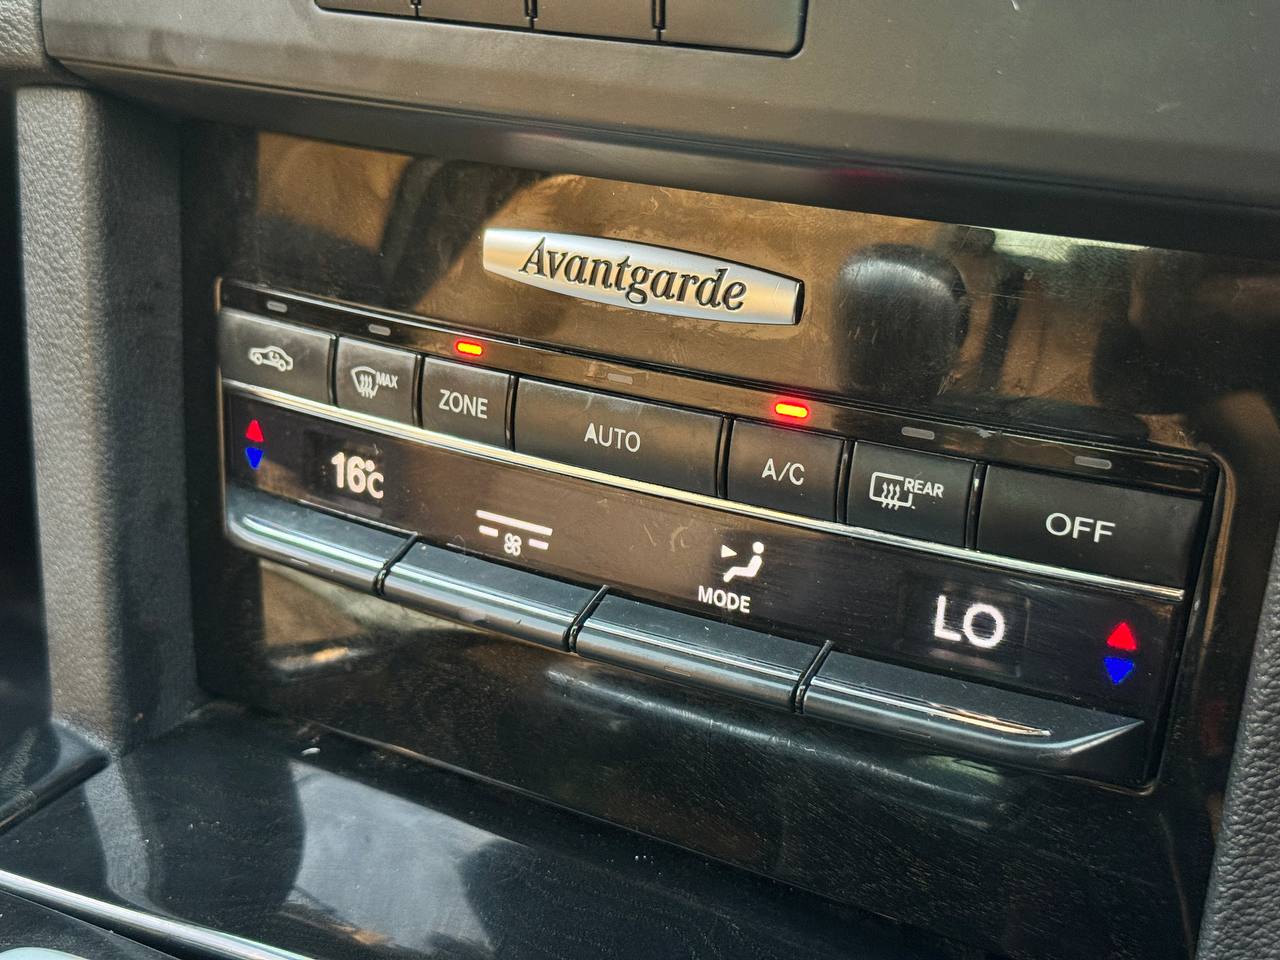 Avantgarde
MAX
ZONE
AUTO
A/C
REAR
OFF
16°C
MODE
LO